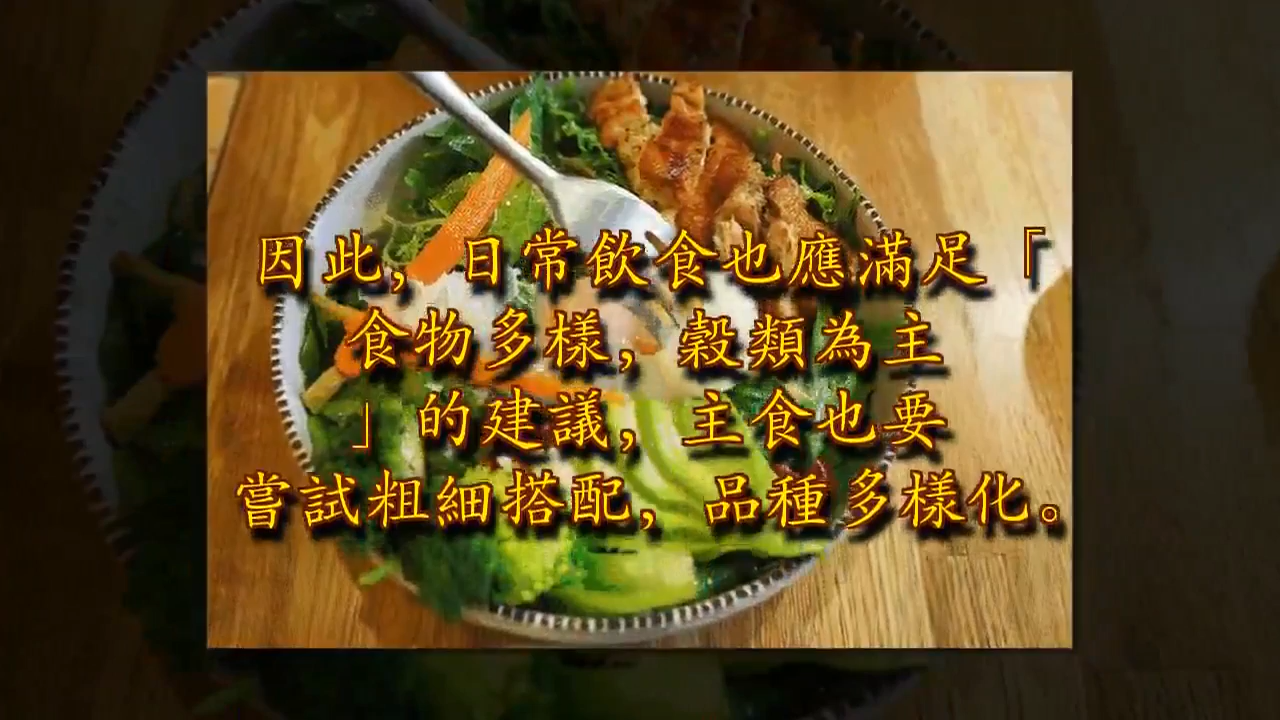 因此，日常飲食也應滿足「
食物多樣，穀類為主
」的建議，主食也要
嘗試粗細搭配，品種多樣化。